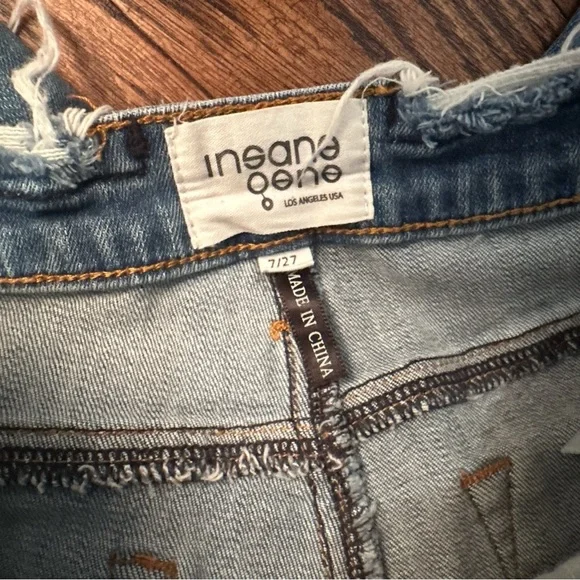 insane
gene
LOS ANGELES USA
7/27
MADE IN CHINA